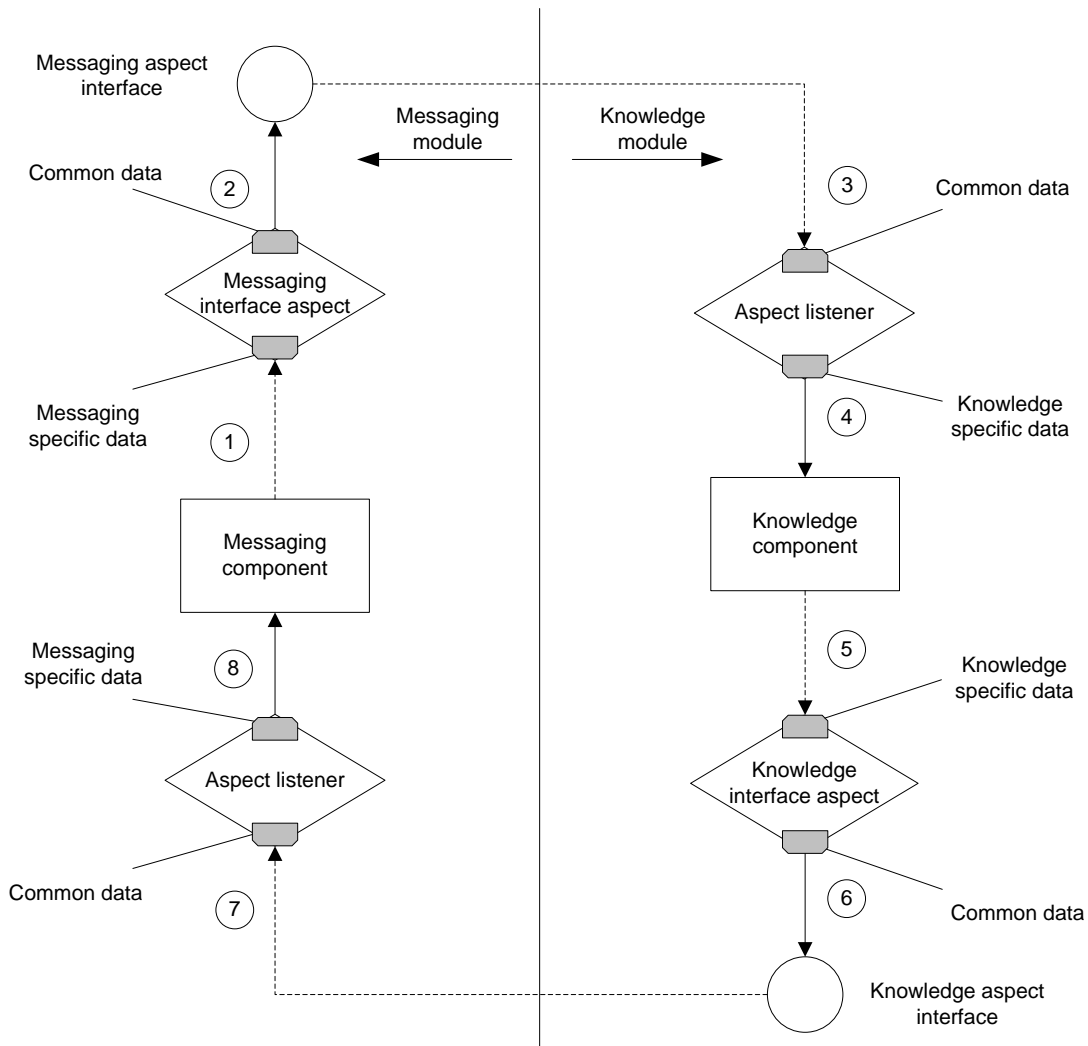 Messaging aspect
interface
Messaging
module
Knowledge
module
Common data
2
3
Common data
Messaging
interface aspect
Aspect listener
Messaging
specific data
1
4
Knowledge
specific data
Messaging
component
Knowledge
component
Messaging
specific data
8
5
Knowledge
specific data
Aspect listener
Knowledge
interface aspect
Common data
7
6
Common data
Knowledge aspect
interface